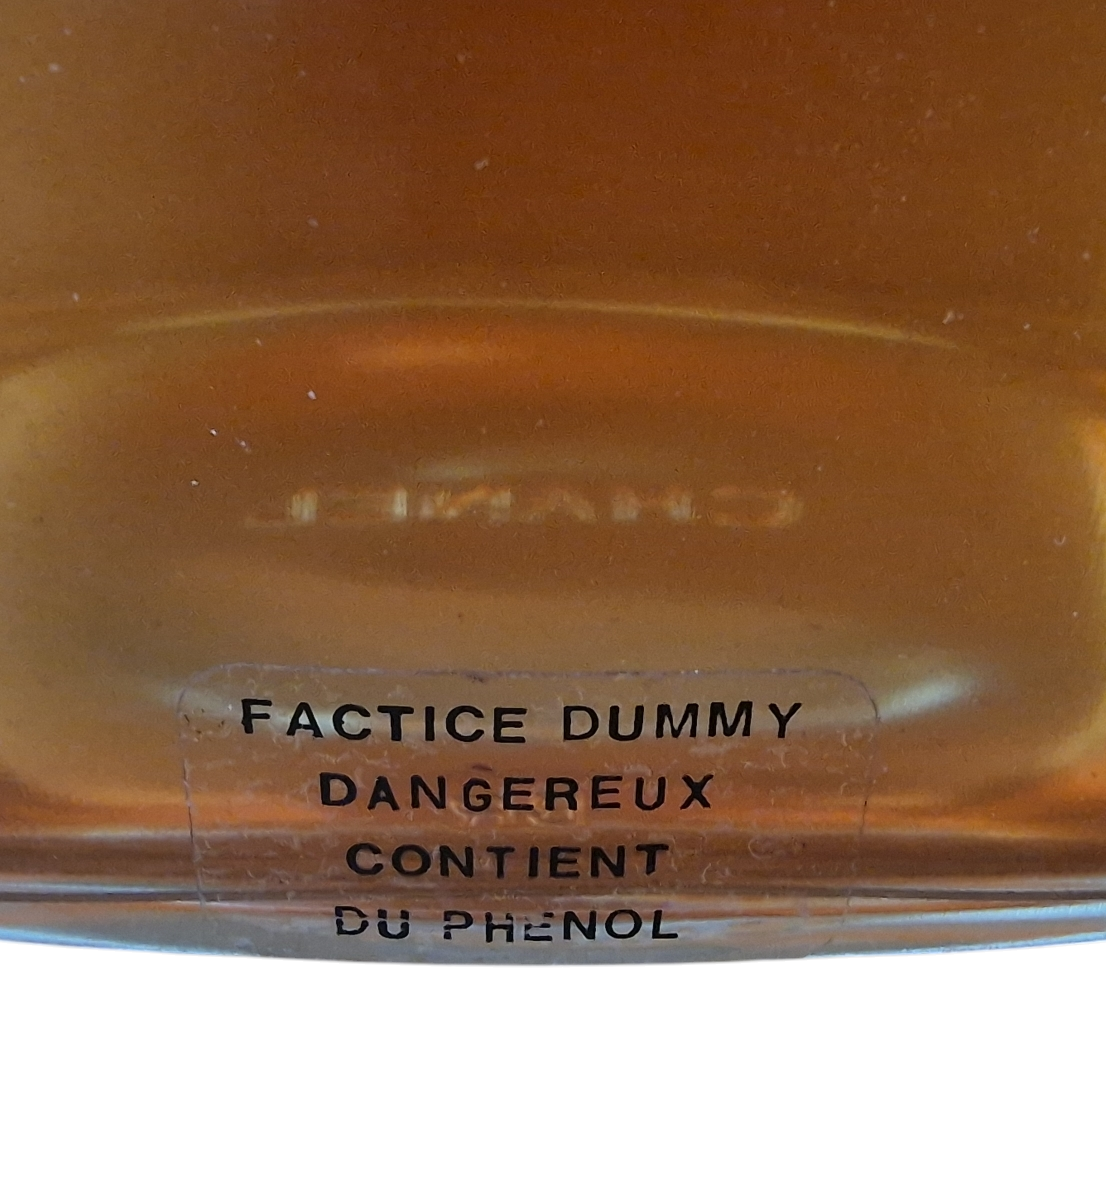 CHANEL
FACTICE DUMMY
DANGEREUX
CONTIENT
DU PHENOL